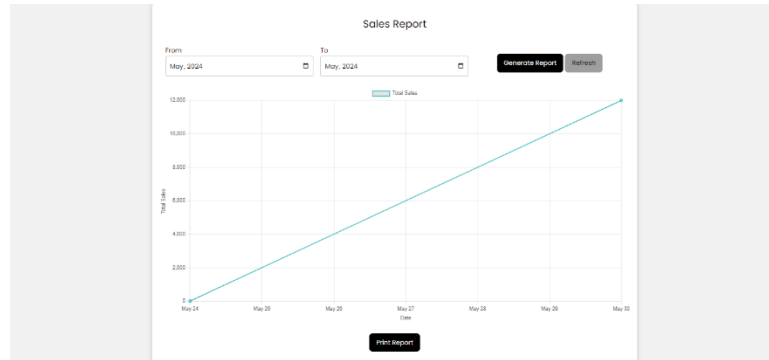 Sales Report
From
To
May, 2024
May, 2024
Generate Report
Refresh
Total Sales
12,000
10,000
8,000
6,000
4,000
2,000
0
Total Sales
May 24
May 25
May 26
May 27
May 28
May 29
May 30
Date
Print Report